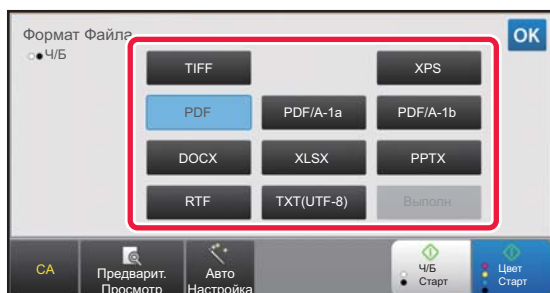 Формат Файла
Ч/Б
OK
TIFF
XPS
PDF
PDF/A-1a
PDF/A-1b
DOCX
XLSX
PPTX
RTF
TXT(UTF-8)
Выполн.
CA
Предварит.
Просмотр
Авто
Настройка
Ч/Б
Старт
Цвет
Старт